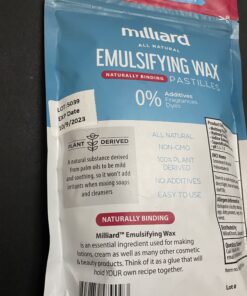 milliard
ALL NATURAL
EMULSIFYING WAX
NATURALLY BINDING
PASTILLES
0% Additives
Fragrances
Dyes
LOT:5099
EXP Date
10/9/2023
PLANT DERIVED
A natural substance derived
from palm oils to be mild
and soothing, so it won't add
irritants when mixing soaps
and cleansers
ALL NATURAL
NON-GMO
100% PLANT
DERIVED
NO ADDITIVES
EASY TO USE
NATURALLY BINDING
Milliard™ Emulsifying Wax
is an essential ingredient used for making
lotions, cream as well as many other cosmetic
& beauty products. Think of it as a glue that will
hold YOUR own recipe together.
Lot #